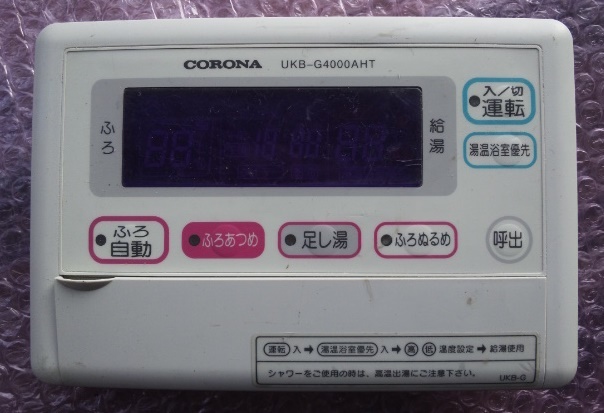 CORONA UKB-G4000AHT
ふろ
給湯
入/切
運転
湯温浴室優先
ふろ
自動
ふろあつめ
足し湯
ふろぬるめ
呼出
運転 入→湯温浴室優先 入→高 低 温度設定→給湯使用
シャワーをご使用の時は、高温出湯にご注意下さい。
UKB-G